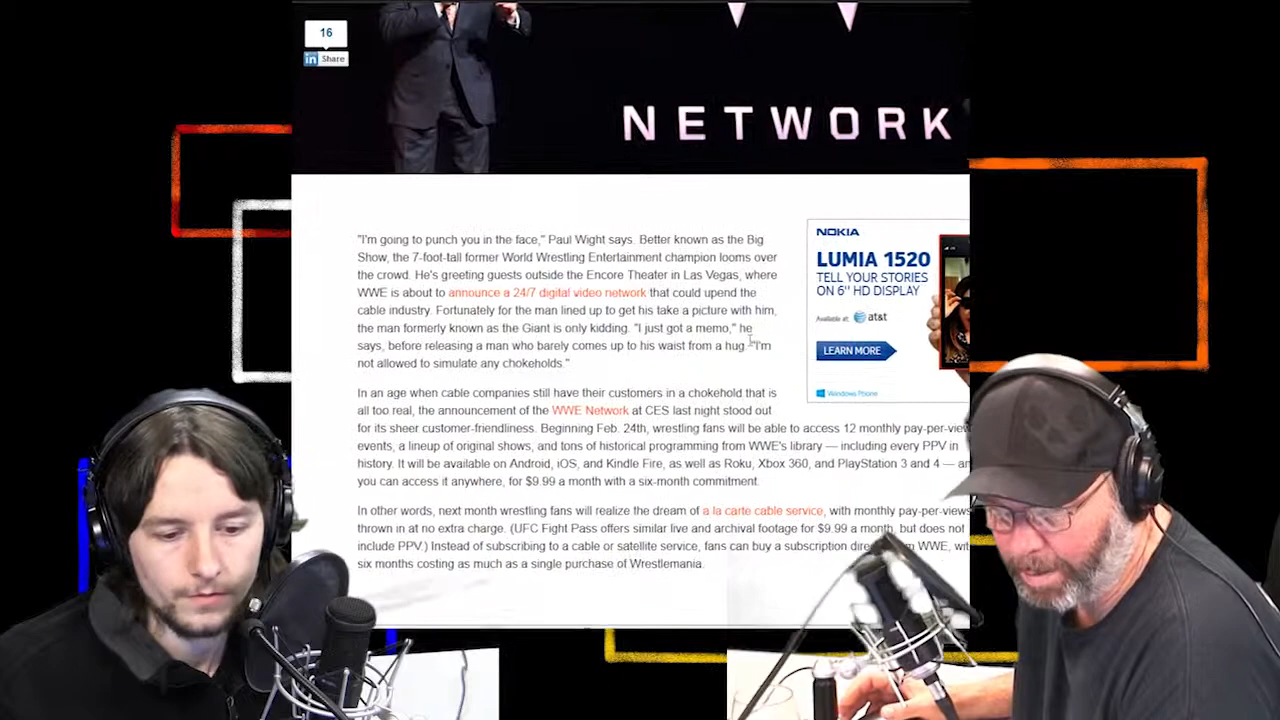 16
in Share
NETWORK
"I'm going to punch you in the face," Paul Wight says. Better known as the Big
Show, the 7-foot-tall former World Wrestling Entertainment champion looms over
the crowd. He's greeting guests outside the Encore Theater in Las Vegas, where
WWE is about to announce a 24/7 digital video network that could upend the
cable industry. Fortunately for the man lined up to get his take a picture with him,
the man formerly known as the Giant is only kidding. "I just got a memo," he
says, before releasing a man who barely comes up to his waist from a hug. "I'm
not allowed to simulate any chokeholds."
NOKIA
LUMIA 1520
TELL YOUR STORIES
ON 6" HD DISPLAY
Available at: at&t
LEARN MORE
Windows Phone
In an age when cable companies still have their customers in a chokehold that is
all too real, the announcement of the WWE Network at CES last night stood out
for its sheer customer-friendliness. Beginning Feb. 24th, wrestling fans will be able to access 12 monthly pay-per-view
events, a lineup of original shows, and tons of historical programming from WWE's library — including every PPV in
history. It will be available on Android, iOS, and Kindle Fire, as well as Roku, Xbox 360, and PlayStation 3 and 4 —
you can access it anywhere, for $9.99 a month with a six-month commitment.
In other words, next month wrestling fans will realize the dream of a la carte cable service, with monthly pay-per-views
thrown in at no extra charge. (UFC Fight Pass offers similar live and archival footage for $9.99 a month, but does not
include PPV.) Instead of subscribing to a cable or satellite service, fans can buy a subscription WWE,
six months costing as much as a single purchase of Wrestlemania.